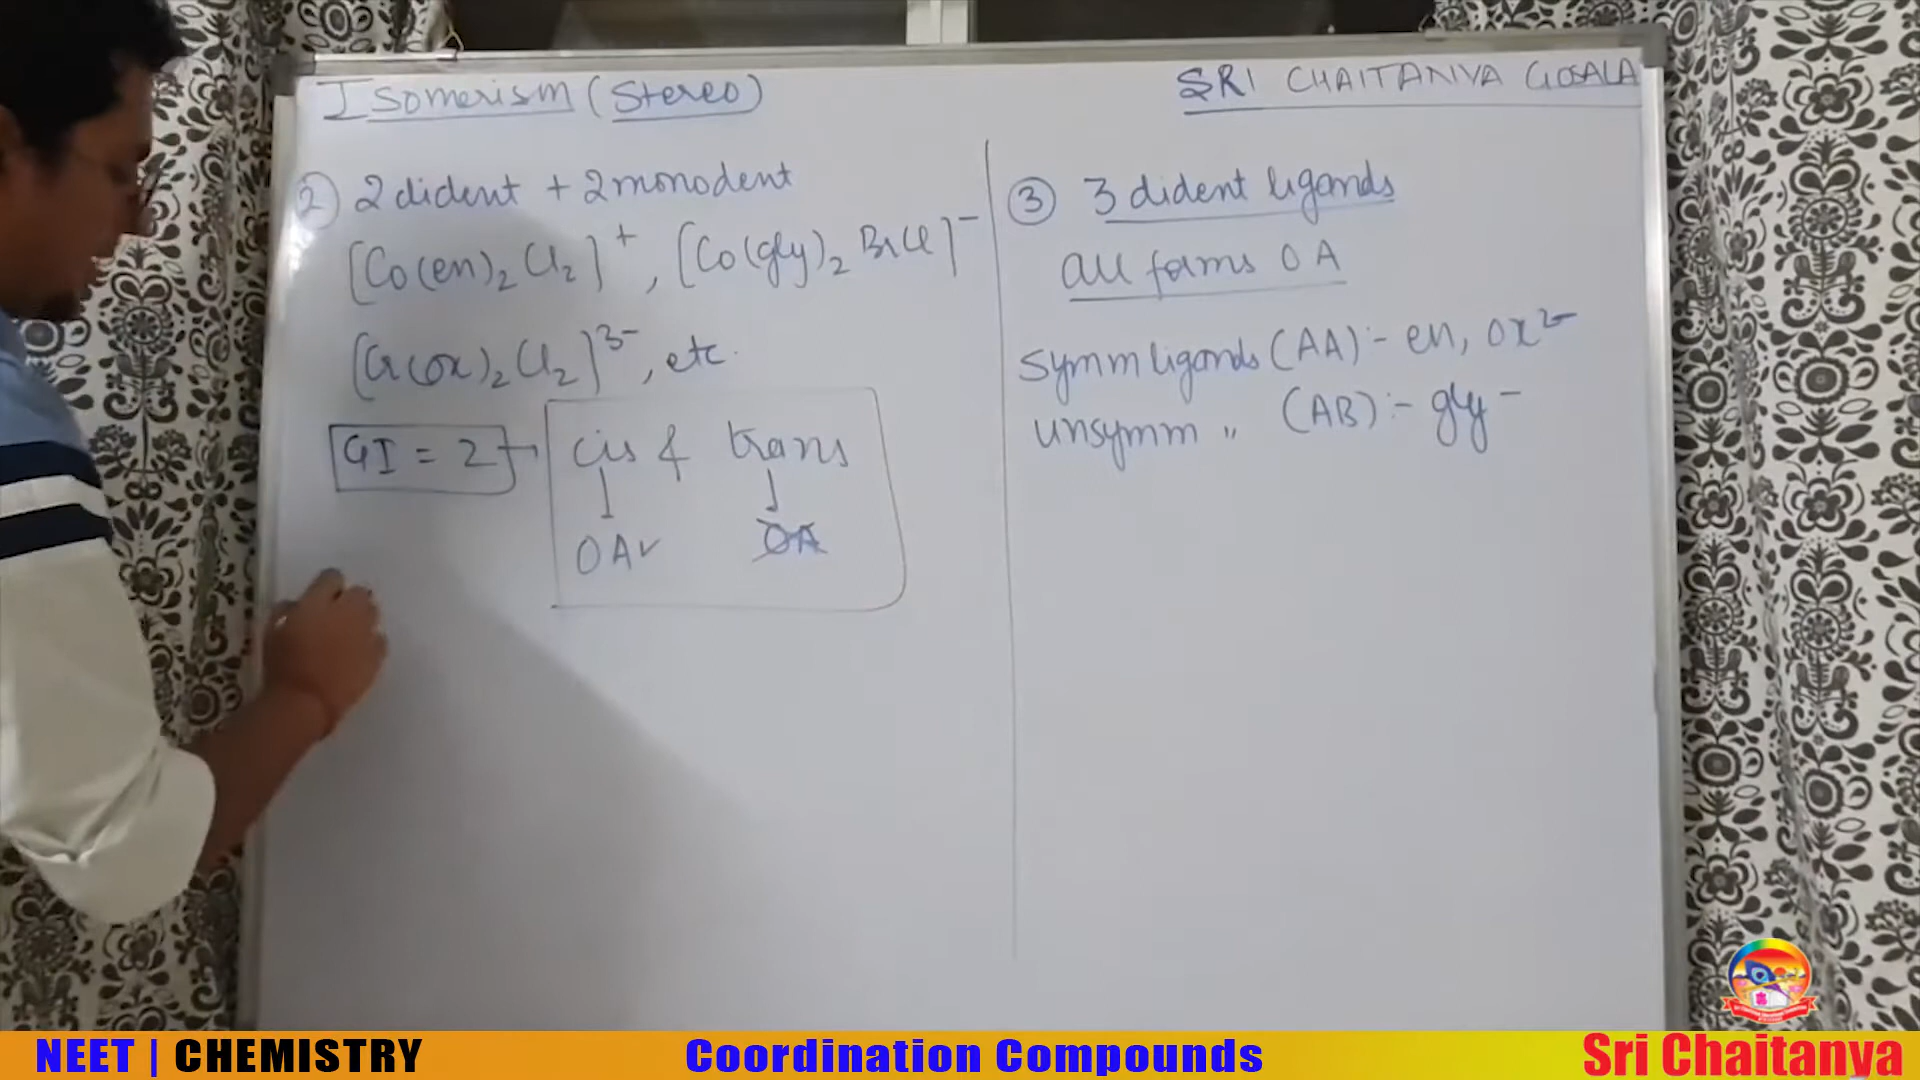 Isomerism (Stereo)
SRI CHAITANYA GOSALA
② 2 dident + 2 monodent
[Co(en)₂Cl₂]⁺, [Co(gly)₂BrCl]⁻
[Cr(ox)₂Cl₂]³⁻, etc.
GI = 2 cis & trans
OA✓ OA
③ 3 dident ligands
all forms OA
Symm ligands (AA) :- en, ox²⁻
unsymm " (AB) :- gly⁻
NEET | CHEMISTRY
Coordination Compounds
Sri Chaitanya